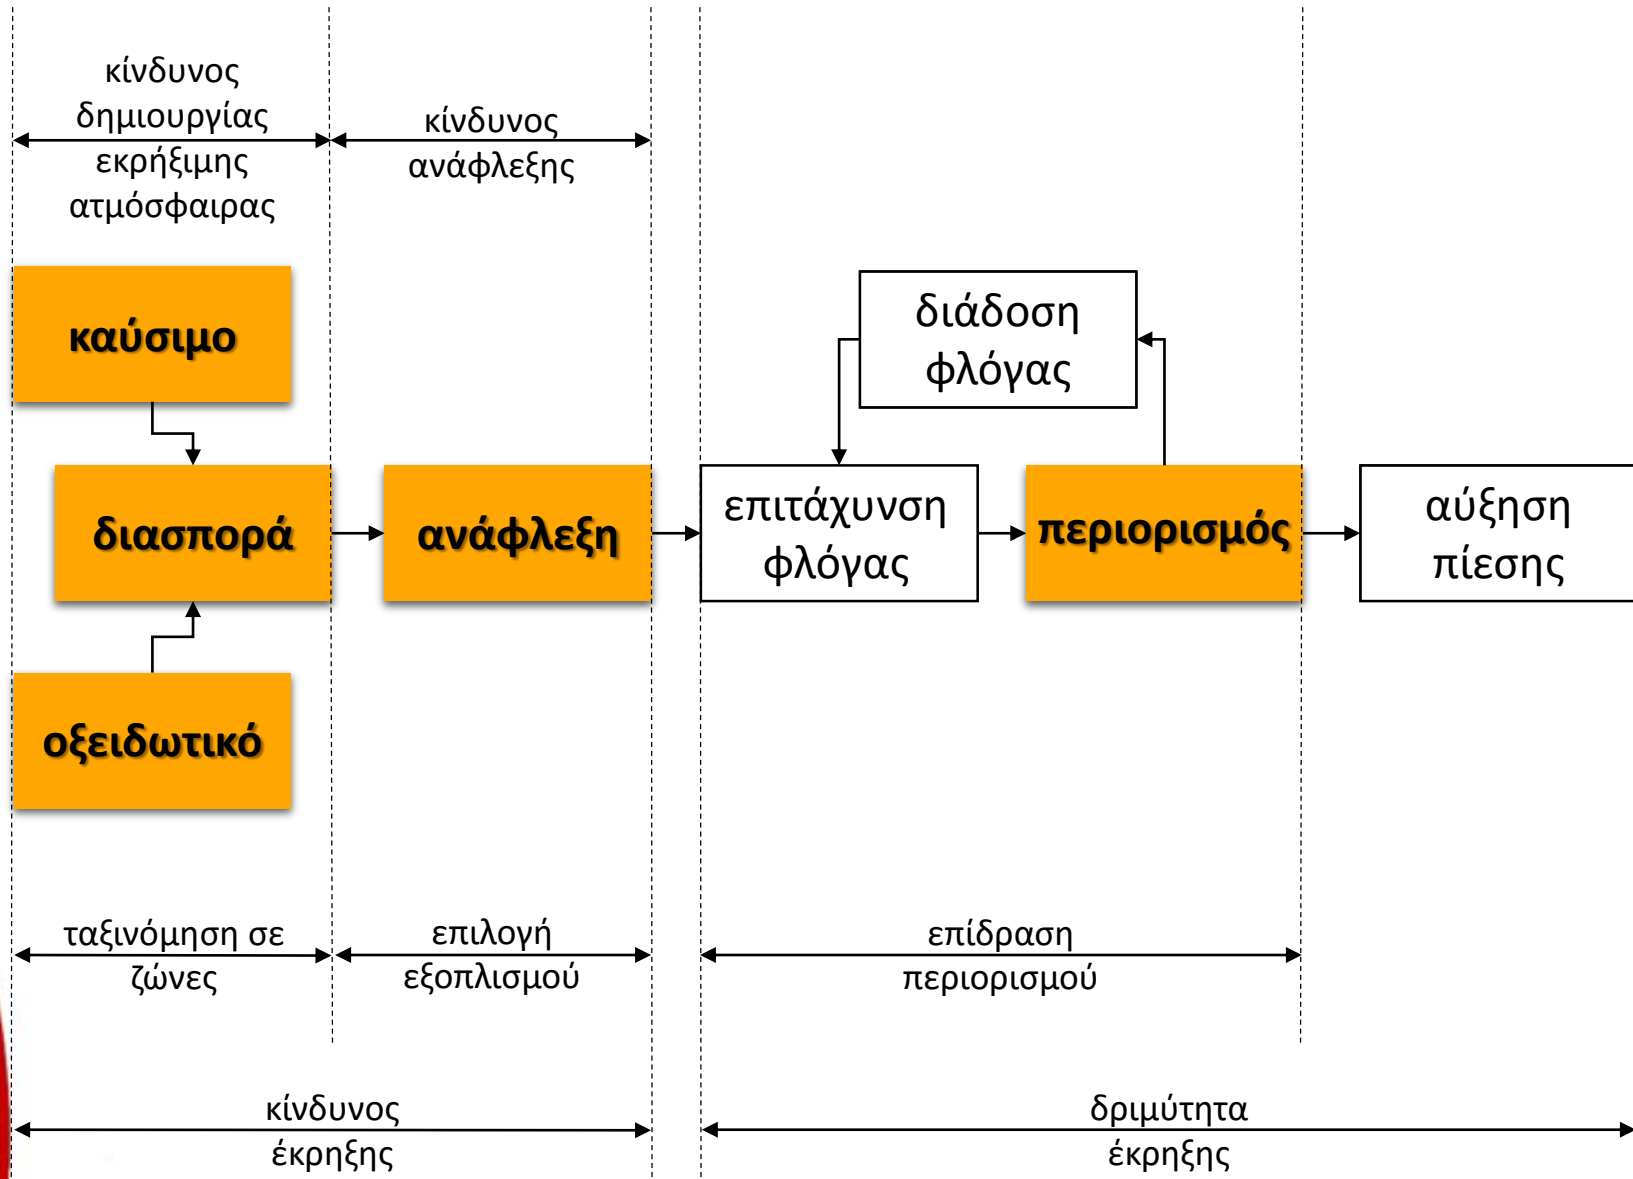 κίνδυνος
δημιουργίας
εκρήξιμης
ατμόσφαιρας
κίνδυνος
ανάφλεξης
καύσιμο
διάδοση
φλόγας
διασπορά
ανάφλεξη
επιτάχυνση
φλόγας
περιορισμός
αύξηση
πίεσης
οξειδωτικό
ταξινόμηση σε
ζώνες
επιλογή
εξοπλισμού
επίδραση
περιορισμού
κίνδυνος
έκρηξης
δριμύτητα
έκρηξης